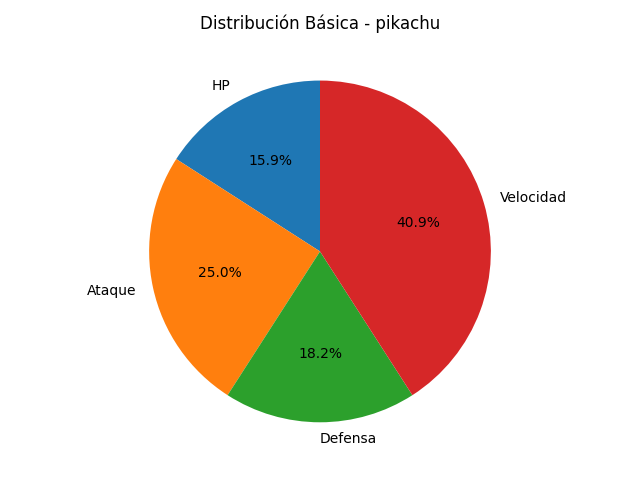 Distribución Básica - pikachu
HP
15.9%
Velocidad
40.9%
25.0%
Ataque
18.2%
Defensa